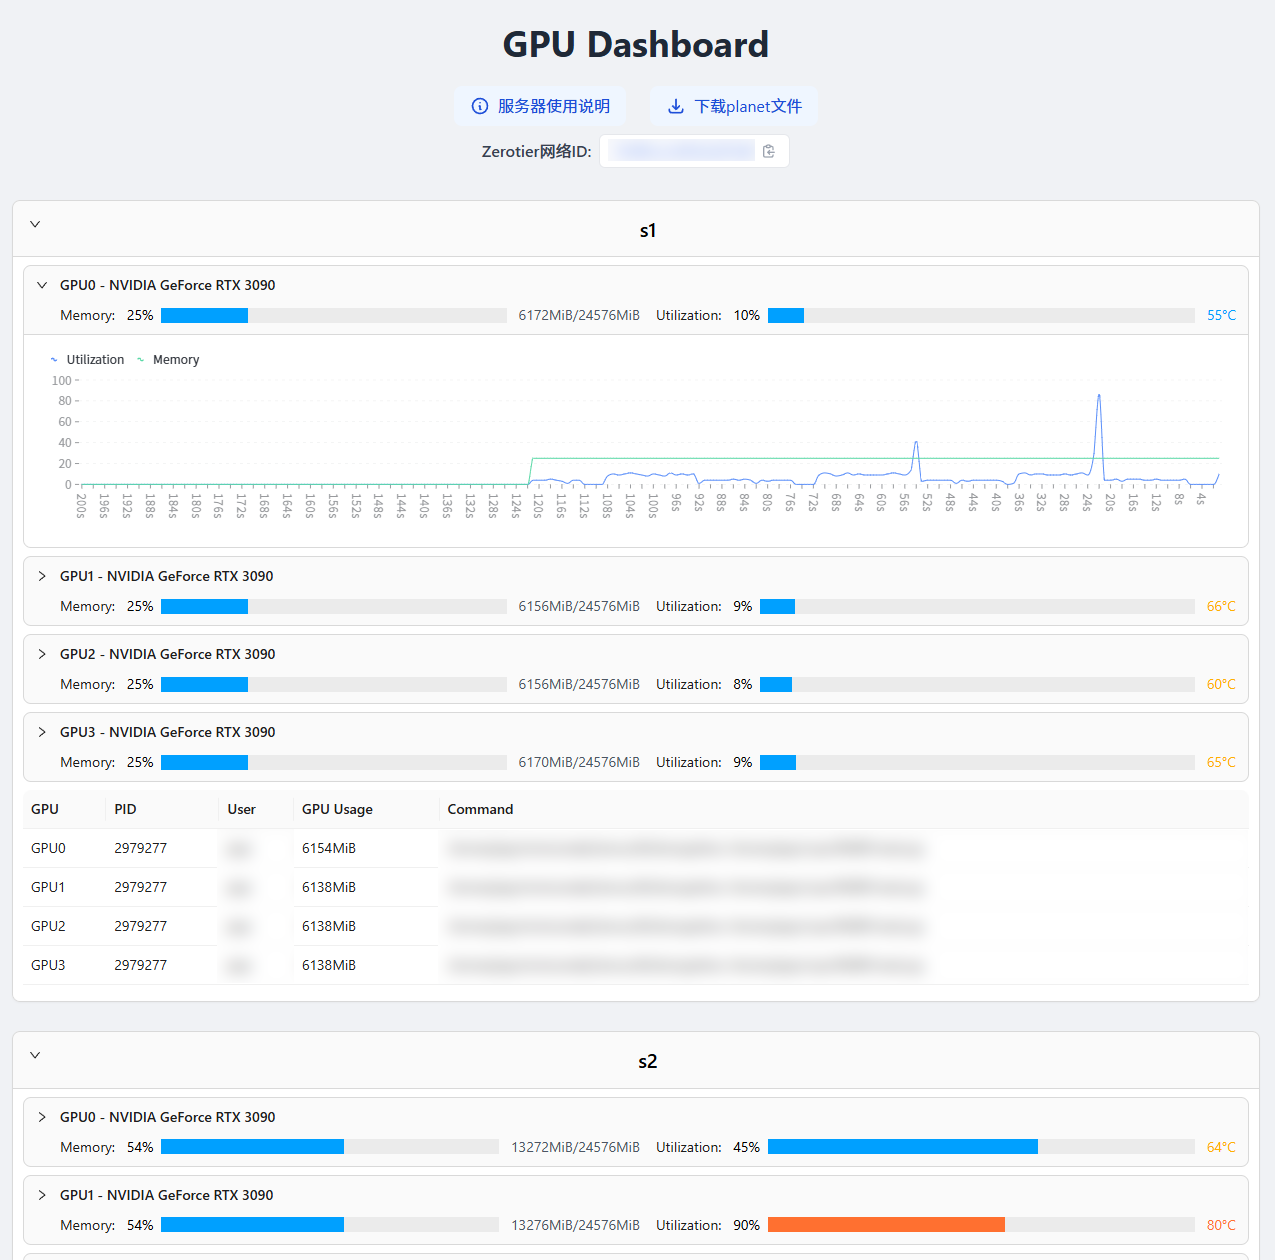 GPU Dashboard
服务器使用说明 下载planet文件
Zerotier网络ID:
s1
GPU0 - NVIDIA GeForce RTX 3090
Memory: 25% 6172MiB/24576MiB Utilization: 10% 55°C
Utilization Memory
100
80
60
40
20
0
200s 196s 192s 188s 184s 180s 176s 172s 168s 164s 160s 156s 152s 148s 144s 140s 136s 132s 128s 124s 120s 116s 112s 108s 104s 100s 96s 92s 88s 84s 80s 76s 72s 68s 64s 60s 56s 52s 48s 44s 40s 36s 32s 28s 24s 20s 16s 12s 8s 4s
GPU1 - NVIDIA GeForce RTX 3090
Memory: 25% 6156MiB/24576MiB Utilization: 9% 66°C
GPU2 - NVIDIA GeForce RTX 3090
Memory: 25% 6156MiB/24576MiB Utilization: 8% 60°C
GPU3 - NVIDIA GeForce RTX 3090
Memory: 25% 6170MiB/24576MiB Utilization: 9% 65°C
GPU PID User GPU Usage Command
GPU0 2979277 6154MiB
GPU1 2979277 6138MiB
GPU2 2979277 6138MiB
GPU3 2979277 6138MiB
s2
GPU0 - NVIDIA GeForce RTX 3090
Memory: 54% 13272MiB/24576MiB Utilization: 45% 64°C
GPU1 - NVIDIA GeForce RTX 3090
Memory: 54% 13276MiB/24576MiB Utilization: 90% 80°C